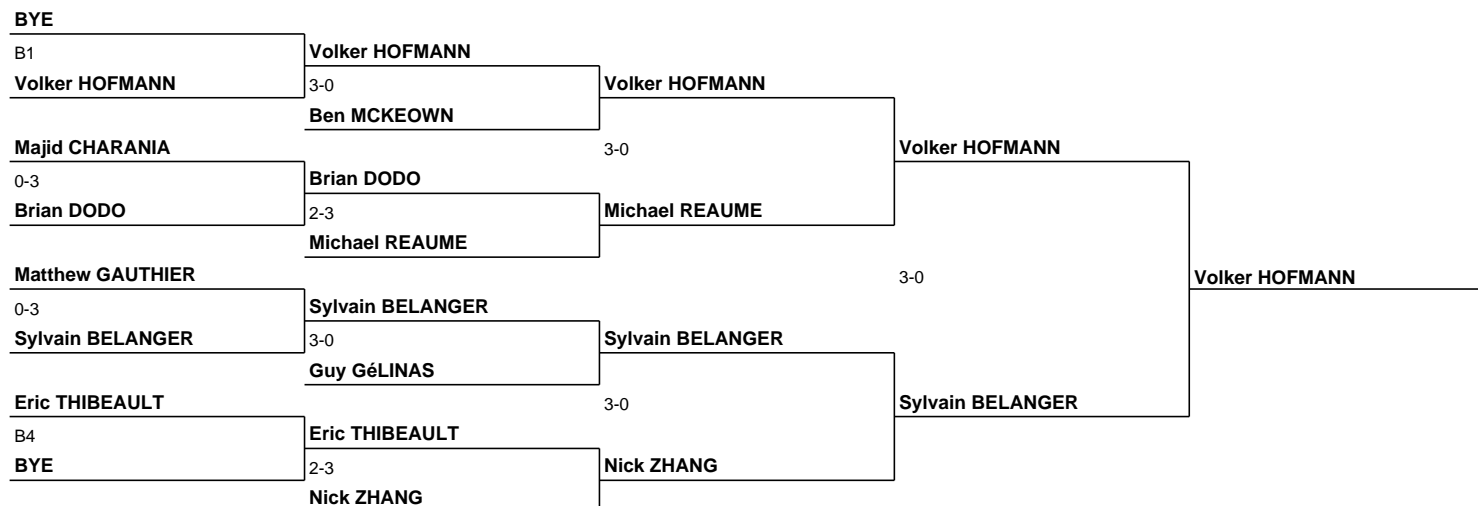 BYE
B1
Volker HOFMANN
Volker HOFMANN
3-0
Volker HOFMANN
Ben MCKEOWN
Majid CHARANIA
3-0
Volker HOFMANN
0-3
Brian DODO
Brian DODO
2-3
Michael REAUME
Michael REAUME
Matthew GAUTHIER
3-0
Volker HOFMANN
0-3
Sylvain BELANGER
Sylvain BELANGER
3-0
Sylvain BELANGER
Guy GéLINAS
Eric THIBEAULT
3-0
Sylvain BELANGER
B4
Eric THIBEAULT
BYE
2-3
Nick ZHANG
Nick ZHANG